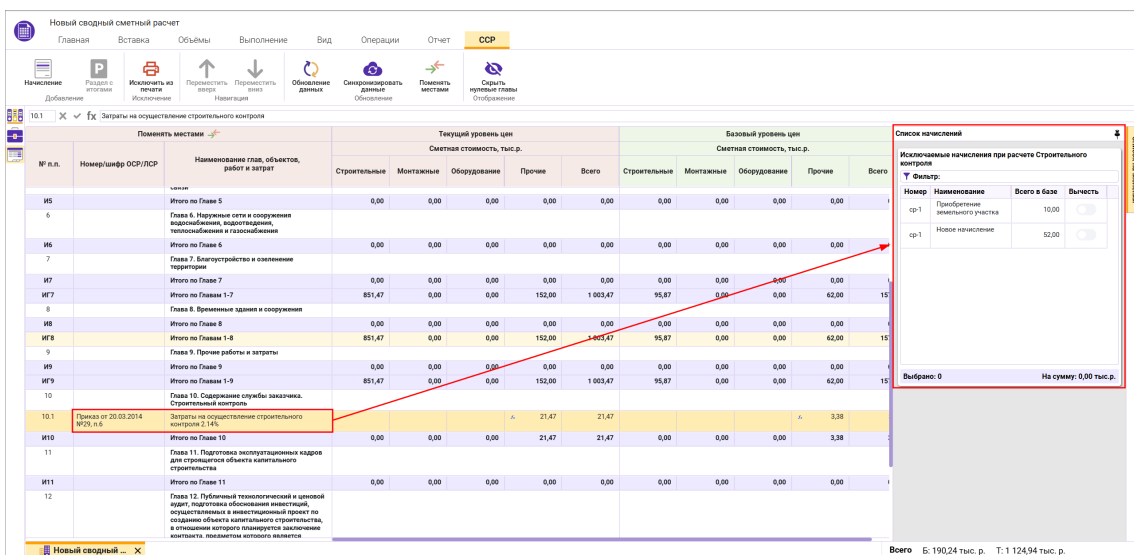 Новый сводный сметный расчет
Главная Вставка Объёмы Выполнение Вид Операции Отчет ССР
Начисление Раздел с итогами Исключить из печати Переместить вверх Переместить вниз Обновление данных Синхронизировать данные Поменять местами Скрыть нулевые главы
Добавление Исключение Навигация Обновление Отображение
10.1 fx Затраты на осуществление строительного контроля
Поменять местами Текущий уровень цен Базовый уровень цен
№ п.п. Номер/шифр ОСР/ЛСР Наименование глав, объектов, работ и затрат Сметная стоимость, тыс.р. Сметная стоимость, тыс.р.
Строительные Монтажные Оборудование Прочие Всего Строительные Монтажные Оборудование Прочие Всего
связи
И5 Итого по Главе 5 0,00 0,00 0,00 0,00 0,00 0,00 0,00 0,00 0,00
6 Глава 6. Наружные сети и сооружения
водоснабжения, водоотведения,
теплоснабжения и газоснабжения
И6 Итого по Главе 6 0,00 0,00 0,00 0,00 0,00 0,00 0,00 0,00 0,00
7 Глава 7. Благоустройство и озеленение
территории
И7 Итого по Главе 7 0,00 0,00 0,00 0,00 0,00 0,00 0,00 0,00 0,00
ИГ7 Итого по Главам 1-7 851,47 0,00 0,00 152,00 1 003,47 95,87 0,00 0,00 62,00 15
8 Глава 8. Временные здания и сооружения
И8 Итого по Главе 8 0,00 0,00 0,00 0,00 0,00 0,00 0,00 0,00 0,00
ИГ8 Итого по Главам 1-8 851,47 0,00 0,00 152,00 1 003,47 95,87 0,00 0,00 62,00 15
9 Глава 9. Прочие работы и затраты
И9 Итого по Главе 9 0,00 0,00 0,00 0,00 0,00 0,00 0,00 0,00 0,00
ИГ9 Итого по Главам 1-9 851,47 0,00 0,00 152,00 1 003,47 95,87 0,00 0,00 62,00 15
10 Глава 10. Содержание службы заказчика.
Строительный контроль
10.1 Приказ от 20.03.2014 Затраты на осуществление строительного 21,47 21,47 3,38
№29, п.6 контроля 2.14%
И10 Итого по Главе 10 0,00 0,00 0,00 21,47 21,47 0,00 0,00 0,00 3,38
11 Глава 11. Подготовка эксплуатационных кадров
для строящегося объекта капитального
строительства
И11 Итого по Главе 11 0,00 0,00 0,00 0,00 0,00 0,00 0,00 0,00 0,00
12 Глава 12. Публичный технологический и ценовой
аудит, подготовка обоснования инвестиций,
осуществляемых в инвестиционный проект по
созданию объекта капитального строительства,
в отношении которого планируется заключение
контракта, предметом которого является
Список начислений
Исключаемые начисления при расчете Строительного
контроля
Фильтр:
Номер Наименование Всего в базе Вычесть
ср-1 Приобретение земельного участка 10,00
ср-1 Новое начисление 52,00
Выбрано: 0 На сумму: 0,00 тыс.р.
Новый сводный ... X Всего Б: 190,24 тыс. р. Т: 1 124,94 тыс. р.